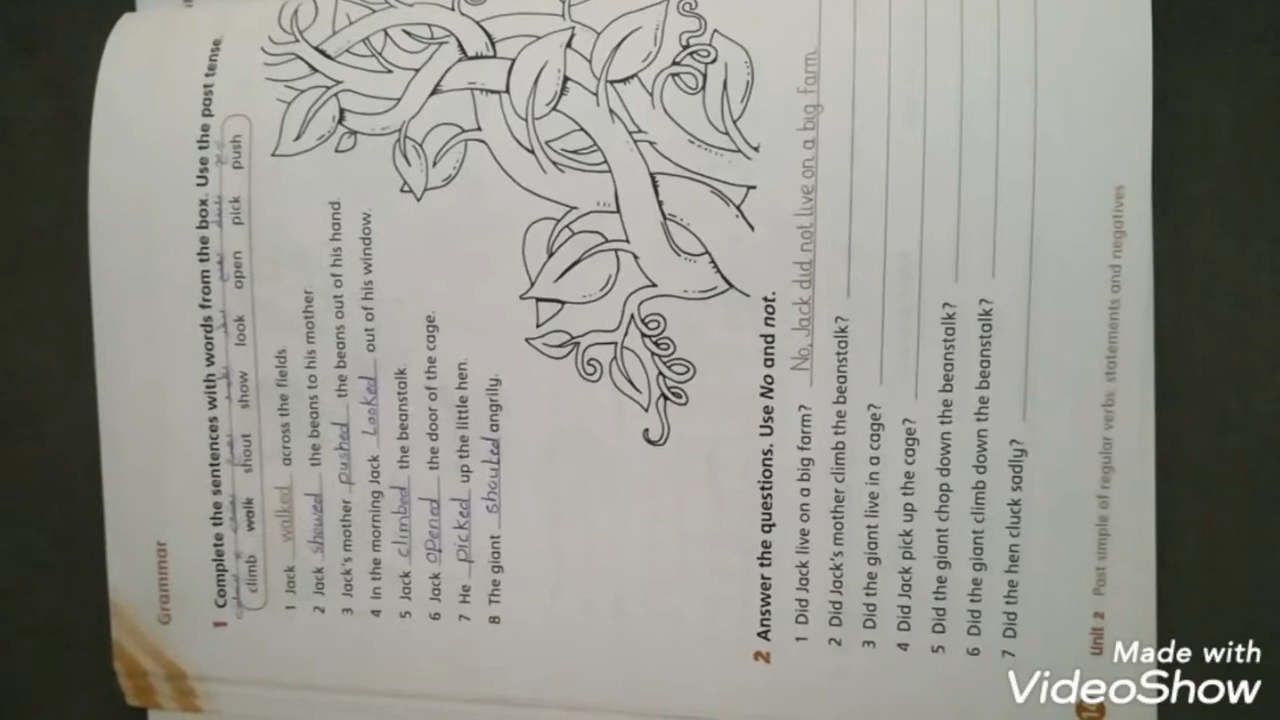 Grammar
1 Complete the sentences with words from the box. Use the past tense.
climb walk shout show look open pick push
1 Jack walked across the fields.
2 Jack showed the beans to his mother.
3 Jack's mother pushed the beans out of his hand.
4 In the morning Jack Looked out of his window.
5 Jack climbed the beanstalk.
6 Jack opened the door of the cage.
7 He picked up the little hen.
8 The giant shouted angrily.
2 Answer the questions. Use No and not.
1 Did Jack live on a big farm? No, Jack did not live on a big farm.
2 Did Jack's mother climb the beanstalk?
3 Did the giant live in a cage?
4 Did Jack pick up the cage?
5 Did the giant chop down the beanstalk?
6 Did the giant climb down the beanstalk?
7 Did the hen cluck sadly?
Unit 2 Past simple of regular verbs: statements and negatives
Made with
VideoShow